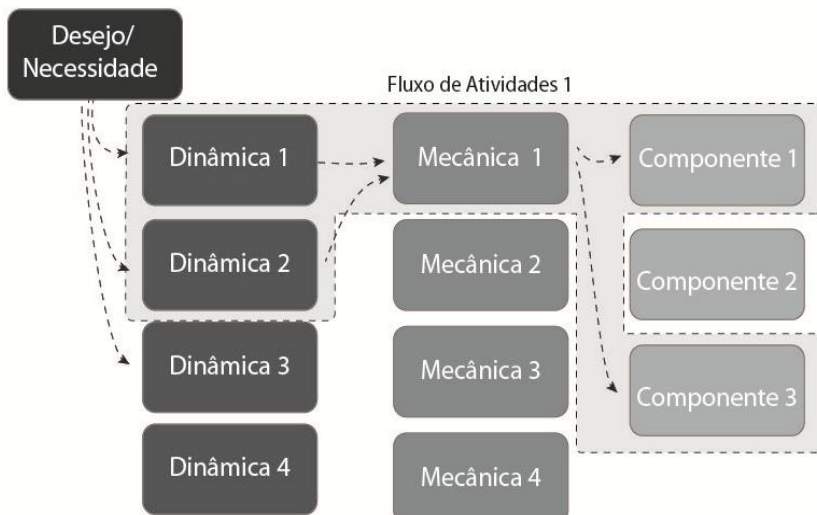 Desejo/
Necessidade
Fluxo de Atividades 1
Dinâmica 1
Mecânica 1
Componente 1
Dinâmica 2
Mecânica 2
Componente 2
Dinâmica 3
Mecânica 3
Componente 3
Dinâmica 4
Mecânica 4